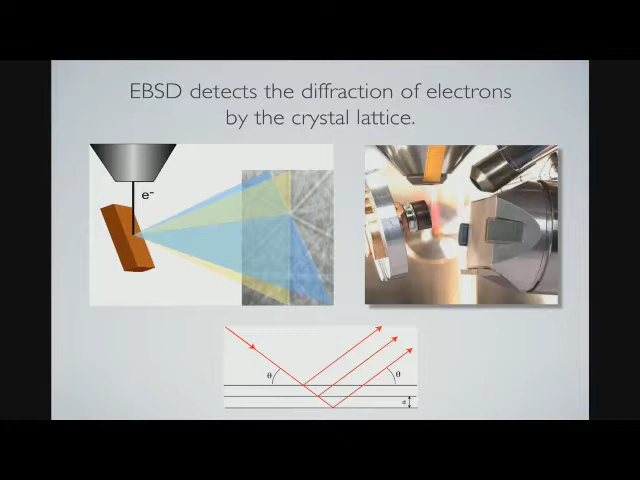 EBSD detects the diffraction of electrons
by the crystal lattice.
e⁻
θ
θ
d